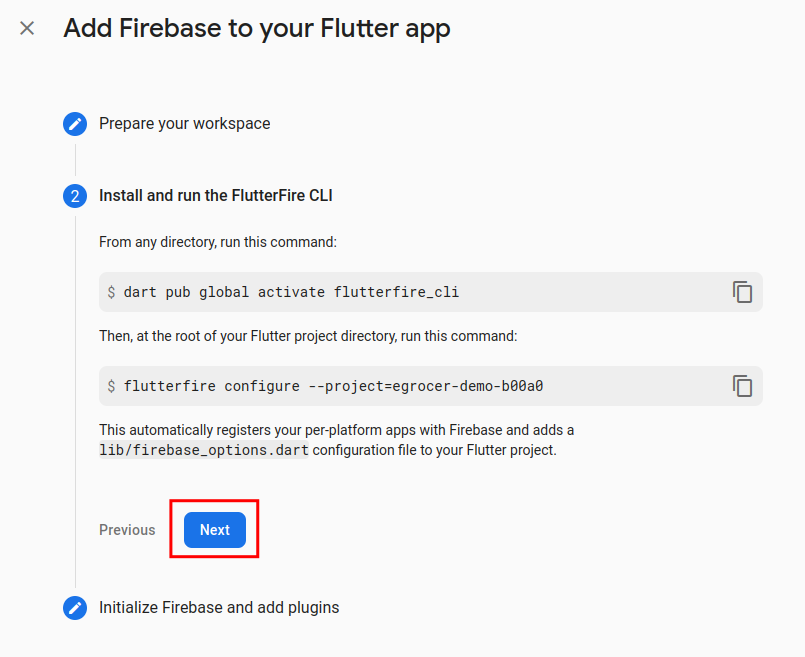 Add Firebase to your Flutter app
Prepare your workspace
2 Install and run the FlutterFire CLI
From any directory, run this command:
$ dart pub global activate flutterfire_cli
Then, at the root of your Flutter project directory, run this command:
$ flutterfire configure --project=egrocer-demo-b00a0
This automatically registers your per-platform apps with Firebase and adds a
lib/firebase_options.dart configuration file to your Flutter project.
Previous Next
Initialize Firebase and add plugins